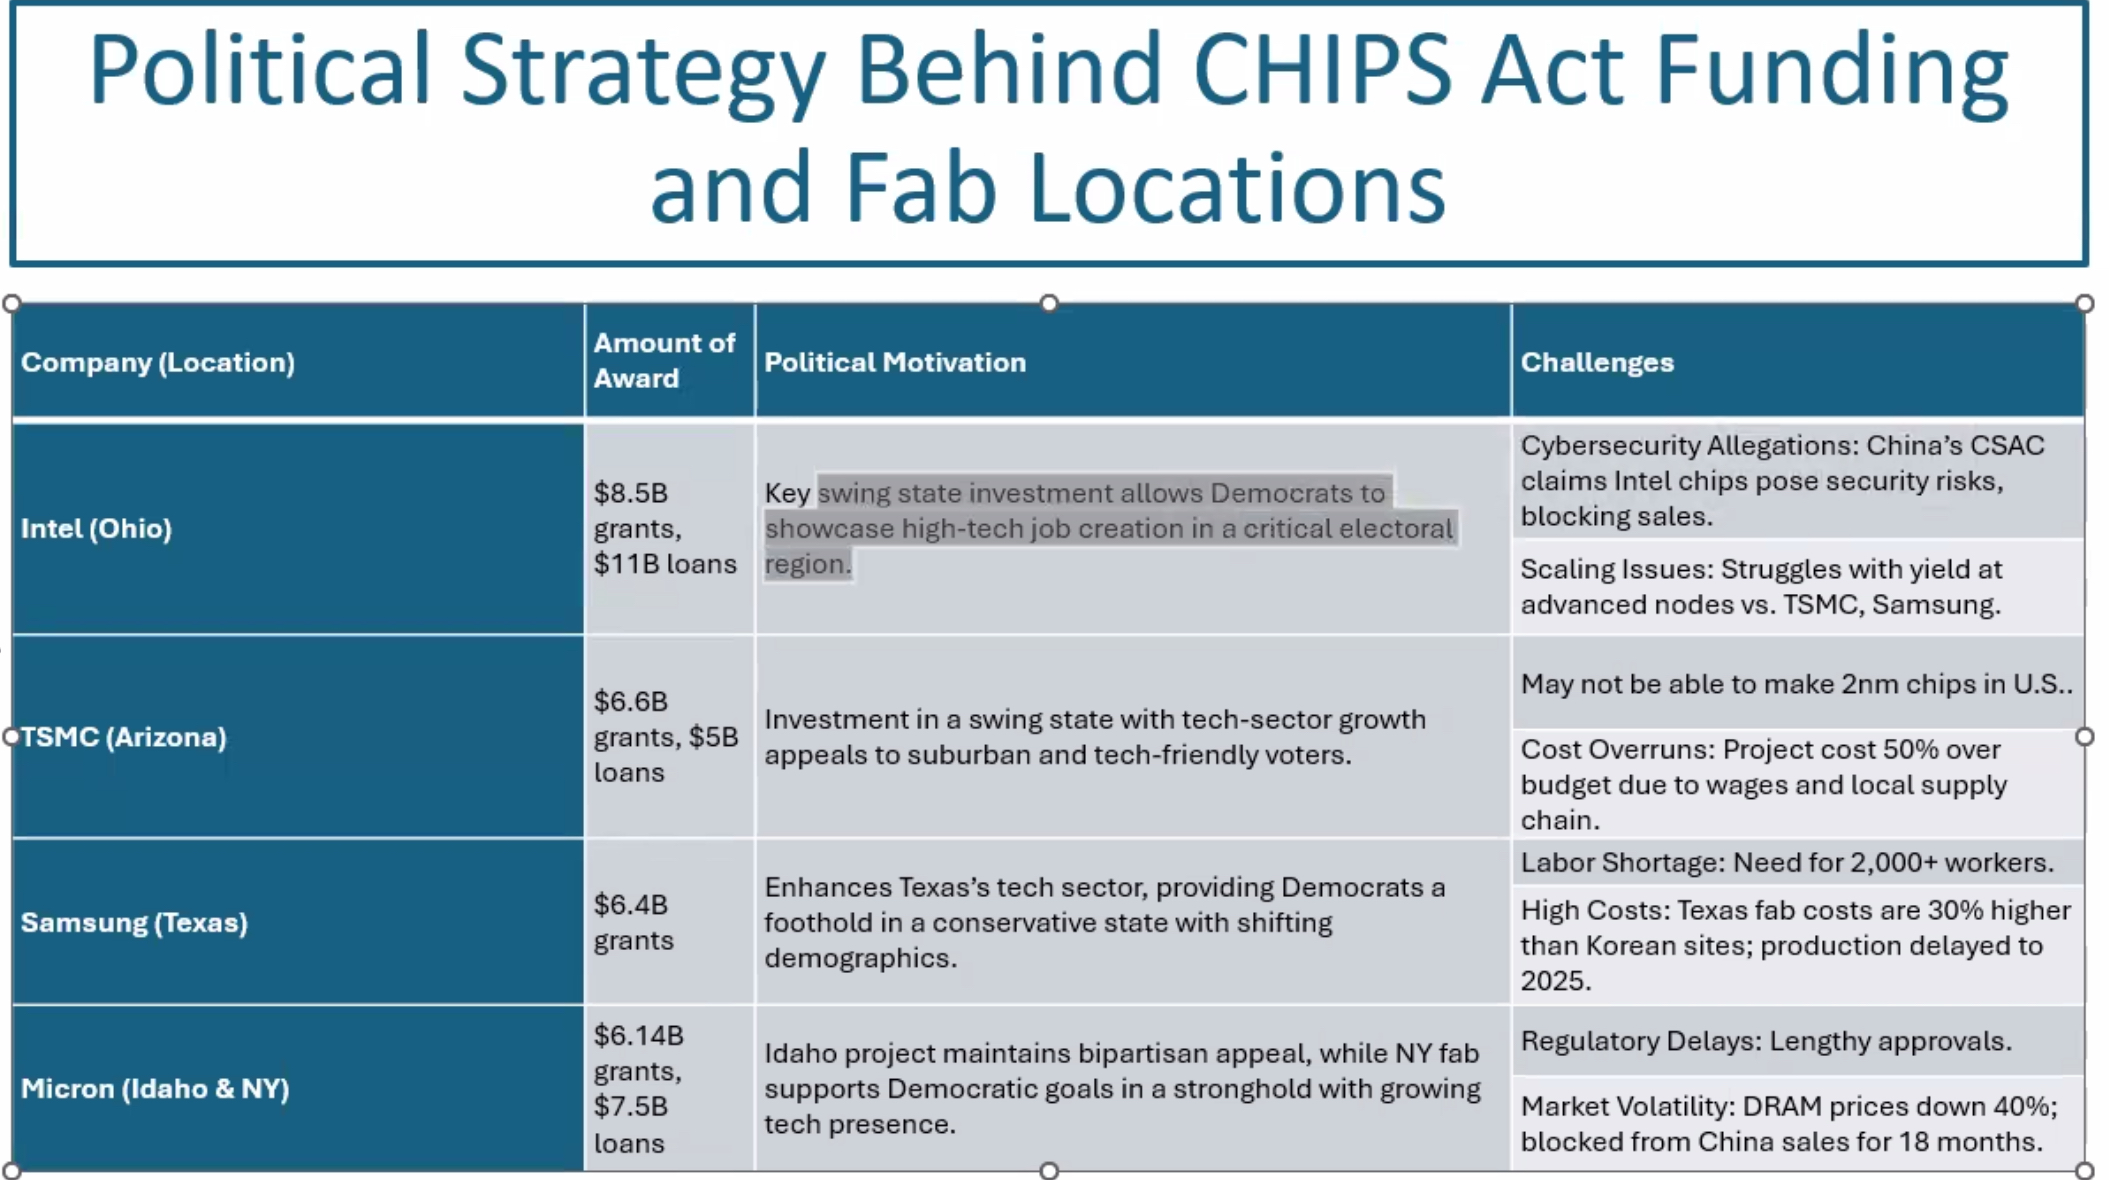 Political Strategy Behind CHIPS Act Funding
and Fab Locations
Company (Location)
Amount of
Award
Political Motivation
Challenges
Intel (Ohio)
$8.5B
grants,
$11B loans
Key swing state investment allows Democrats to
showcase high-tech job creation in a critical electoral
region.
Cybersecurity Allegations: China’s CSAC
claims Intel chips pose security risks,
blocking sales.
Scaling Issues: Struggles with yield at
advanced nodes vs. TSMC, Samsung.
TSMC (Arizona)
$6.6B
grants, $5B
loans
Investment in a swing state with tech-sector growth
appeals to suburban and tech-friendly voters.
May not be able to make 2nm chips in U.S..
Cost Overruns: Project cost 50% over
budget due to wages and local supply
chain.
Samsung (Texas)
$6.4B
grants
Enhances Texas’s tech sector, providing Democrats a
foothold in a conservative state with shifting
demographics.
Labor Shortage: Need for 2,000+ workers.
High Costs: Texas fab costs are 30% higher
than Korean sites; production delayed to
2025.
Micron (Idaho & NY)
$6.14B
grants,
$7.5B
loans
Idaho project maintains bipartisan appeal, while NY fab
supports Democratic goals in a stronghold with growing
tech presence.
Regulatory Delays: Lengthy approvals.
Market Volatility: DRAM prices down 40%;
blocked from China sales for 18 months.